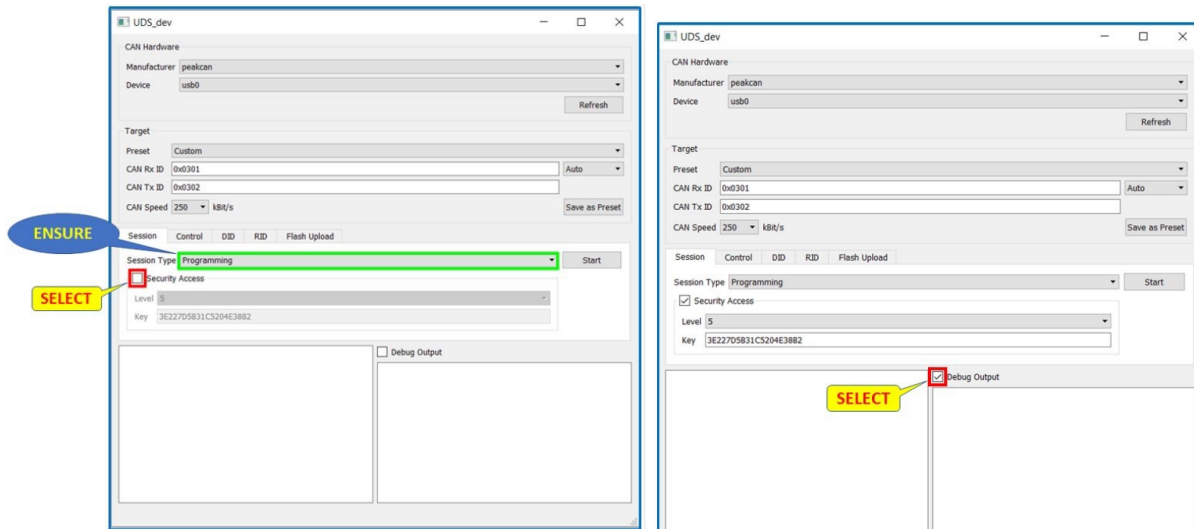 UDS_dev
CAN Hardware
Manufacturer peakcan
Device usb0
Refresh
Target
Preset Custom
CAN Rx ID 0x0301 Auto
CAN Tx ID 0x0302
CAN Speed 250 kBit/s Save as Preset
ENSURE
Session Control DID RID Flash Upload
Session Type Programming Start
Security Access
SELECT
Level 5
Key 3E227D5B31C5204E38B2
Debug Output
UDS_dev
CAN Hardware
Manufacturer peakcan
Device usb0
Refresh
Target
Preset Custom
CAN Rx ID 0x0301 Auto
CAN Tx ID 0x0302
CAN Speed 250 kBit/s Save as Preset
Session Control DID RID Flash Upload
Session Type Programming Start
Security Access
Level 5
Key 3E227D5B31C5204E38B2
Debug Output
SELECT